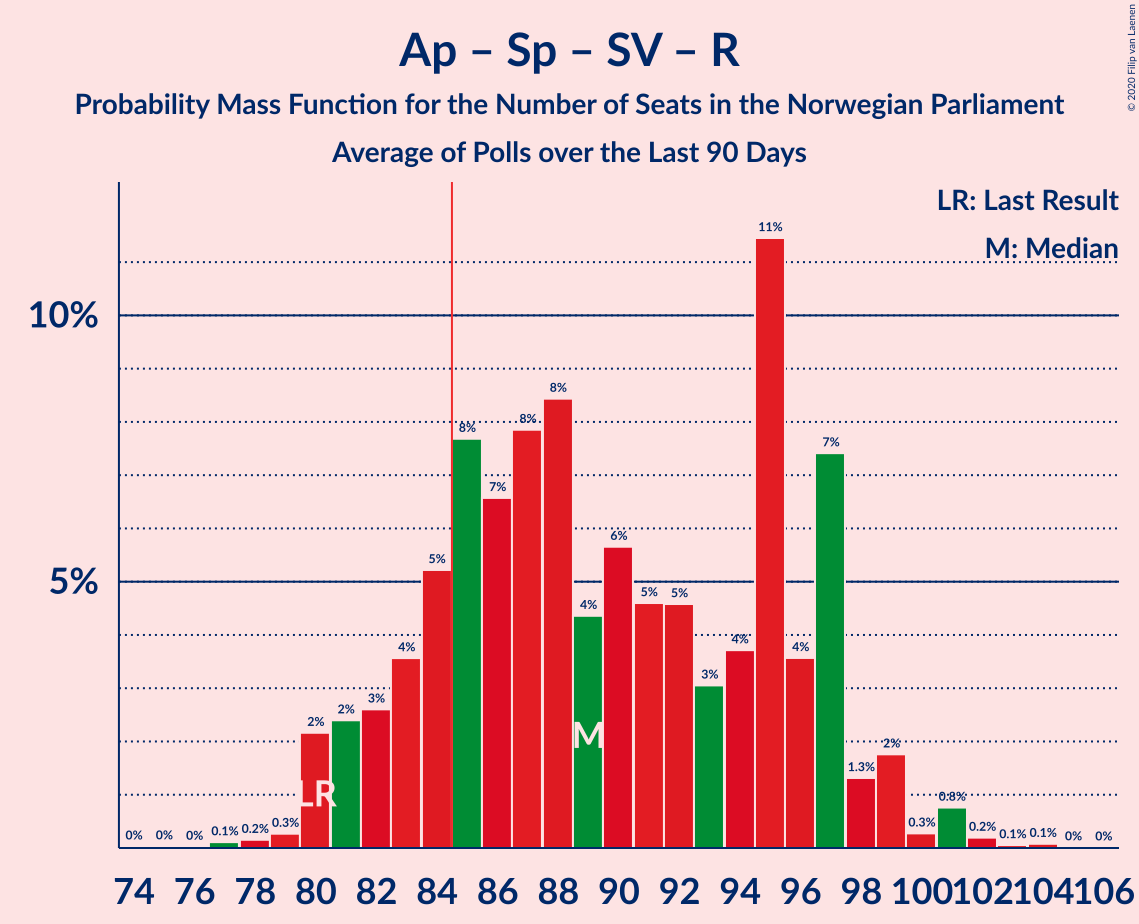 Ap – Sp – SV – R
Probability Mass Function for the Number of Seats in the Norwegian Parliament
Average of Polls over the Last 90 Days
© 2020 Filip van Laenen
LR: Last Result
M: Median
10%
5%
0% 0% 0% 0.1% 0.2% 0.3% 2% 2% 3% 4% 5% 8% 7% 8% 8% 4% 6% 5% 5% 3% 4% 11% 4% 7% 1.3% 2% 0.3% 0.8% 0.2% 0.1% 0.1% 0% 0%
LR
M
74 76 78 80 82 84 86 88 90 92 94 96 98 100 102 104 106